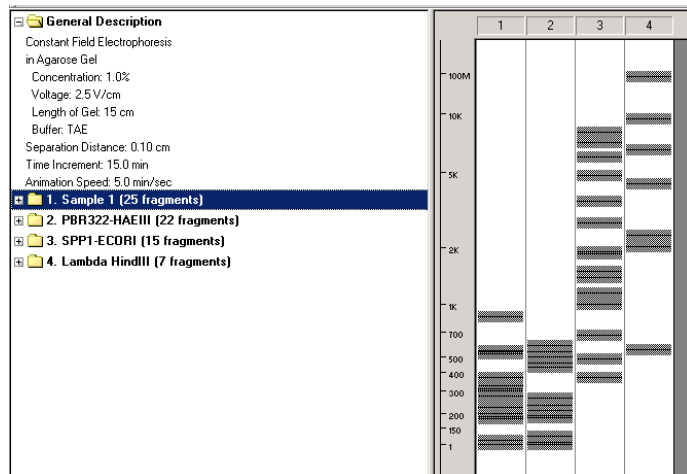 General Description
Constant Field Electrophoresis
in Agarose Gel
Concentration: 1.0%
Voltage: 2.5 V/cm
Length of Gel: 15 cm
Buffer: TAE
Separation Distance: 0.10 cm
Time Increment: 15.0 min
Animation Speed: 5.0 min/sec
1. Sample 1 (25 fragments)
2. PBR322-HAEIII (22 fragments)
3. SPP1-ECORI (15 fragments)
4. Lambda HindIII (7 fragments)
1 2 3 4
100M
10K
5K
2K
1K
700
500
400
300
200
150
1